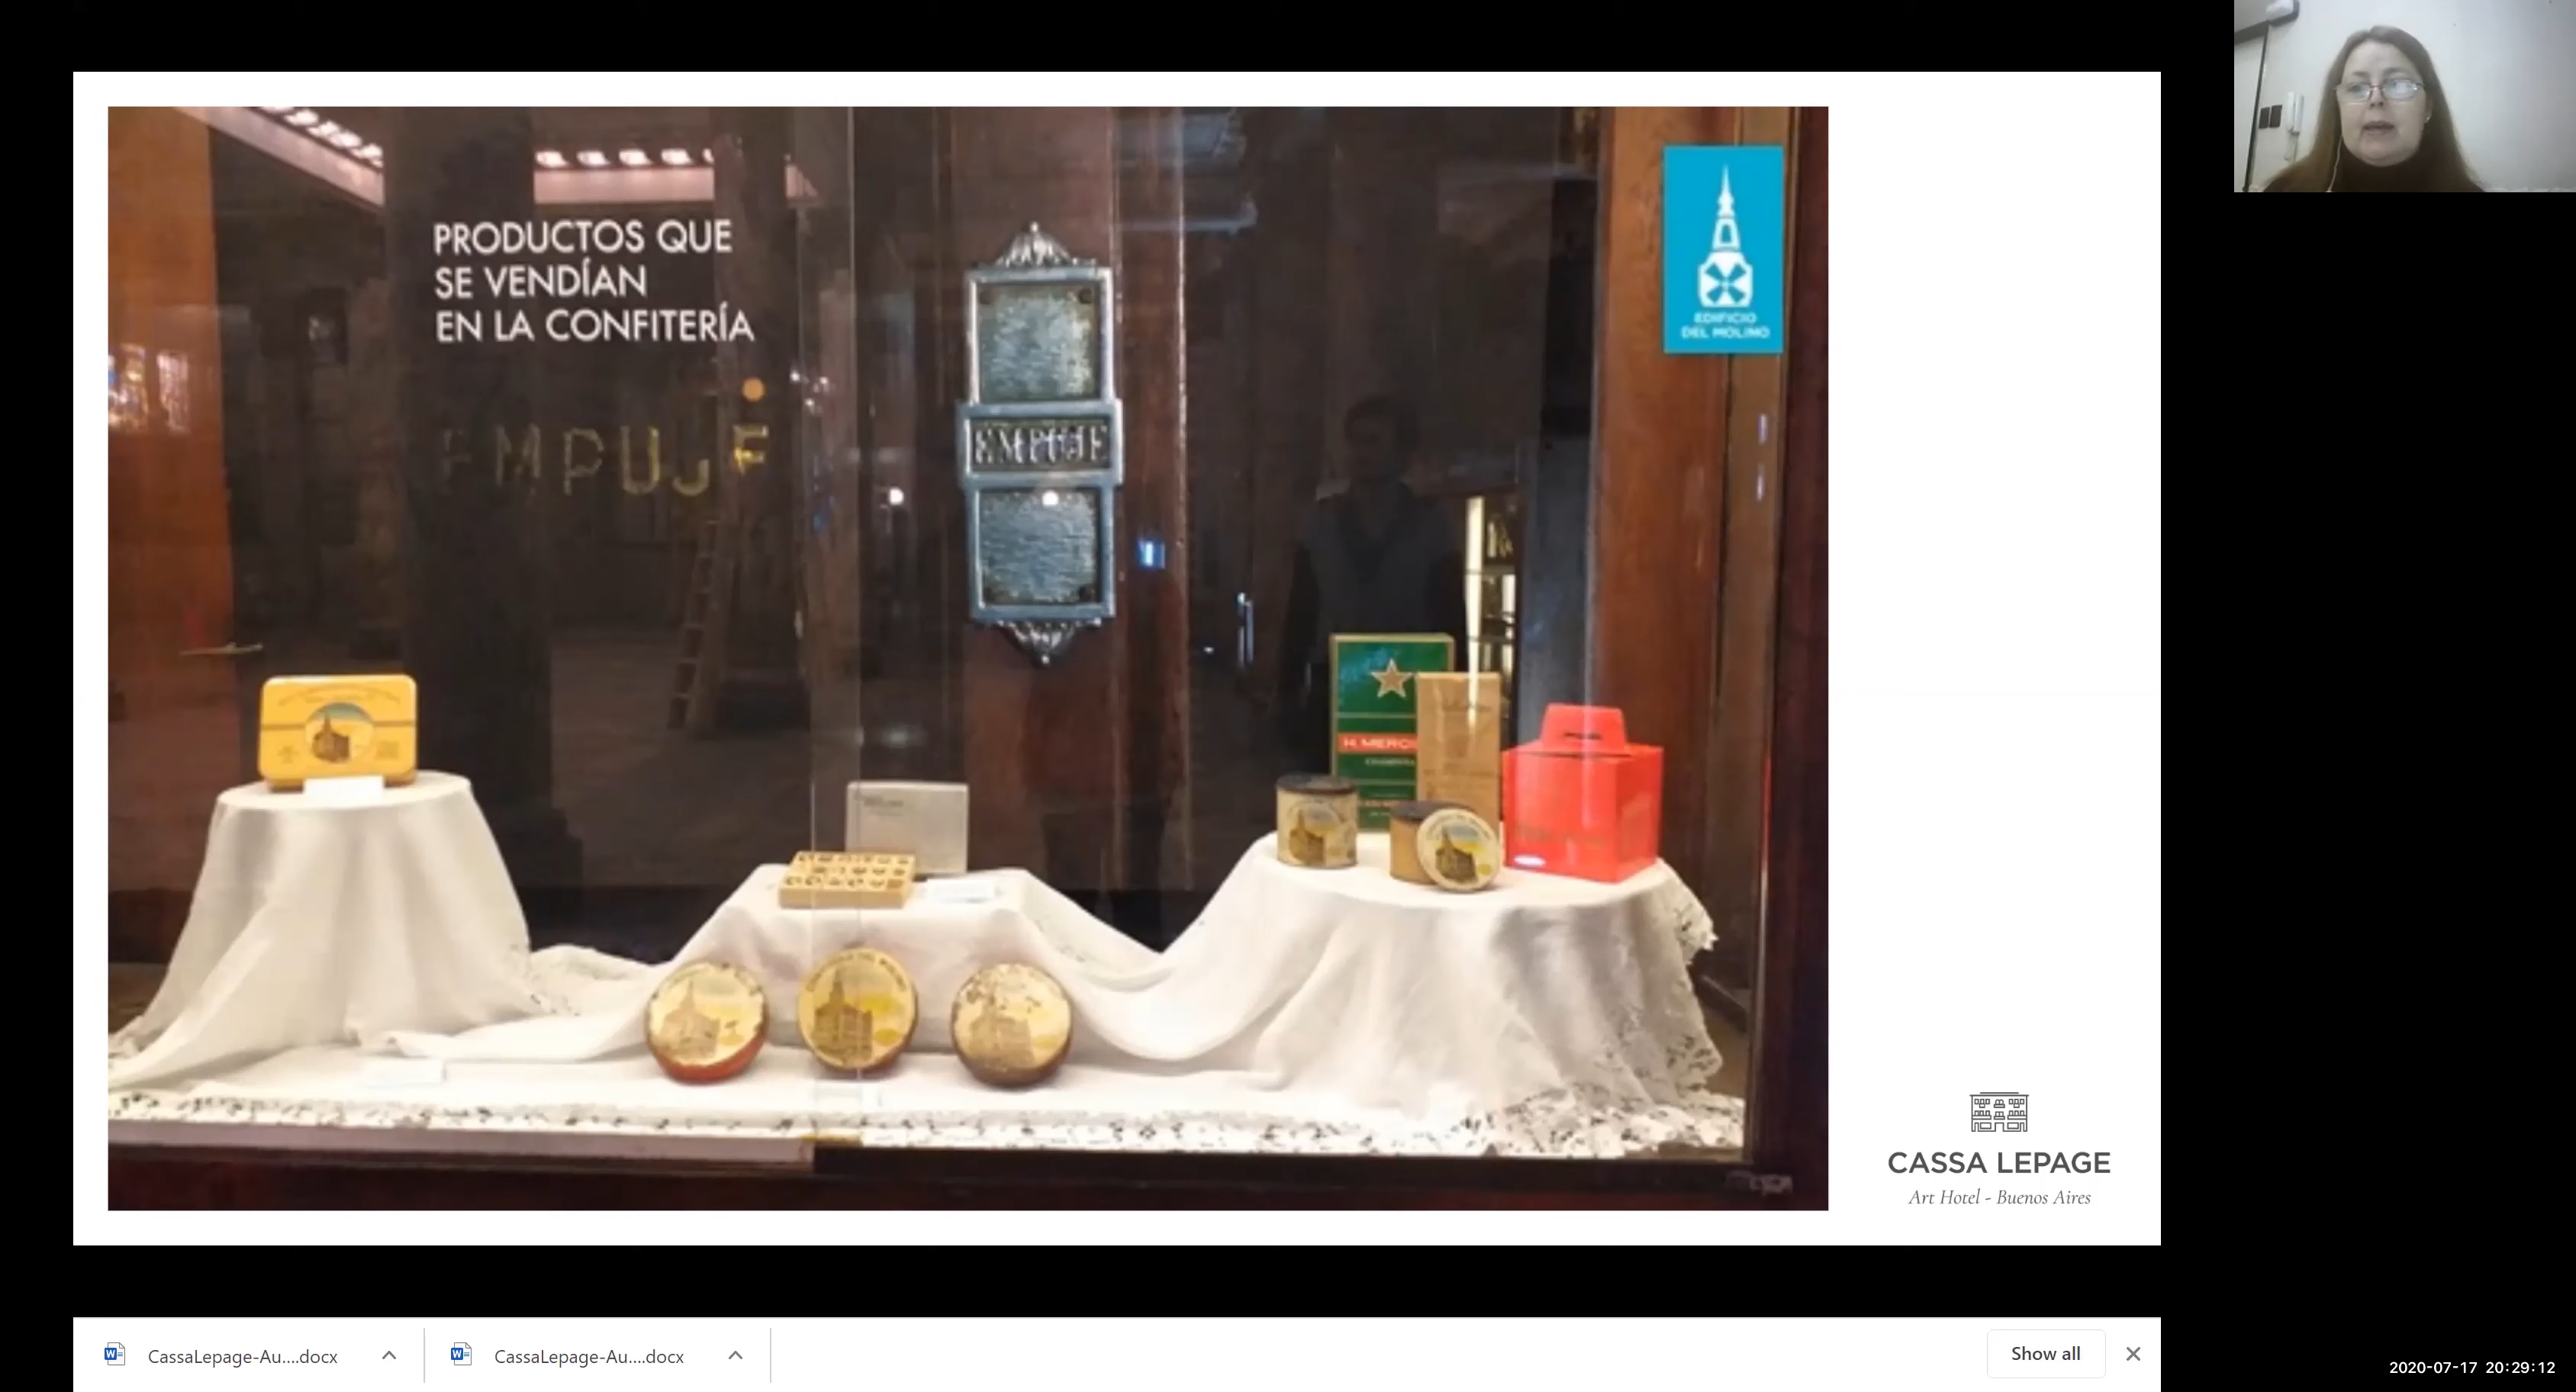 PRODUCTOS QUE
SE VENDÍAN
EN LA CONFITERÍA
EMPUJE
EMPUJE
EDIFICIO
DEL MOLINO
H. MERCI
CASSA LEPAGE
Art Hotel - Buenos Aires
CassaLepage-Au....docx
CassaLepage-Au....docx
Show all
2020-07-17 20:29:12